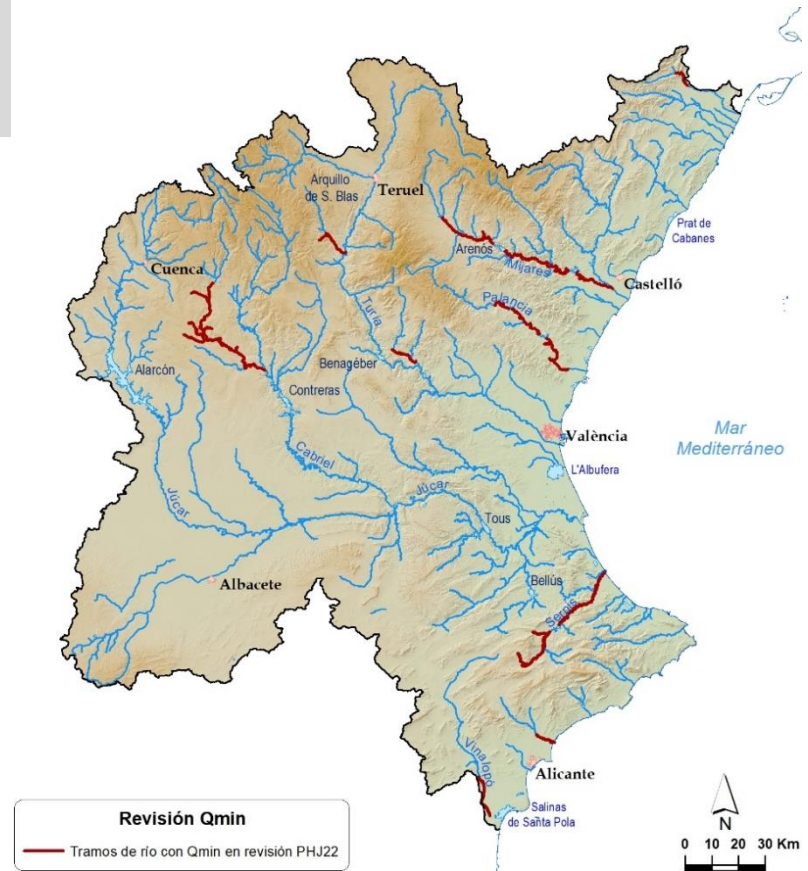 Arquillo
de S. Blas
Teruel
Prat de
Cabanes
Arenós
Mijares
Cuenca
Castelló
Palancia
Turia
Alarcón
Benagéber
Contreras
València
Mar
Mediterráneo
L'Albufera
Cabriel
Júcar
Júcar
Tous
Albacete
Bellús
Serpis
Vinalopó
Alicante
Salinas
de Santa Pola
Revisión Qmin
Tramos de río con Qmin en revisión PHJ22
N
0 10 20 30 Km